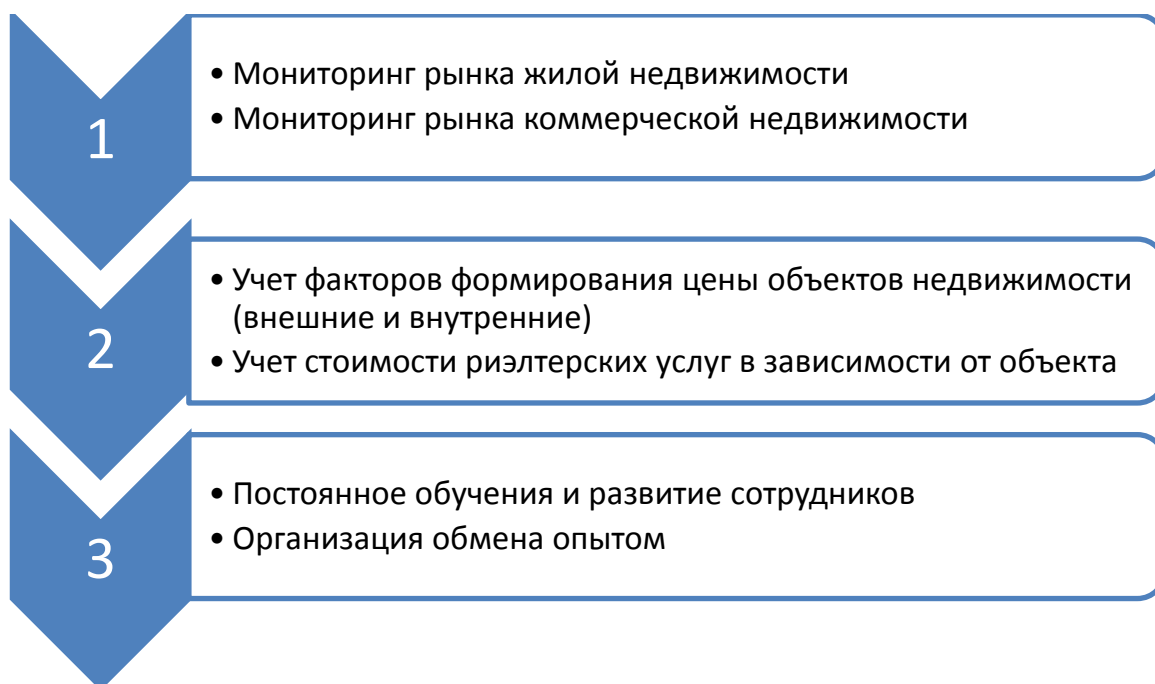 1
• Мониторинг рынка жилой недвижимости
• Мониторинг рынка коммерческой недвижимости
2
• Учет факторов формирования цены объектов недвижимости
(внешние и внутренние)
• Учет стоимости риэлтерских услуг в зависимости от объекта
3
• Постоянное обучения и развитие сотрудников
• Организация обмена опытом